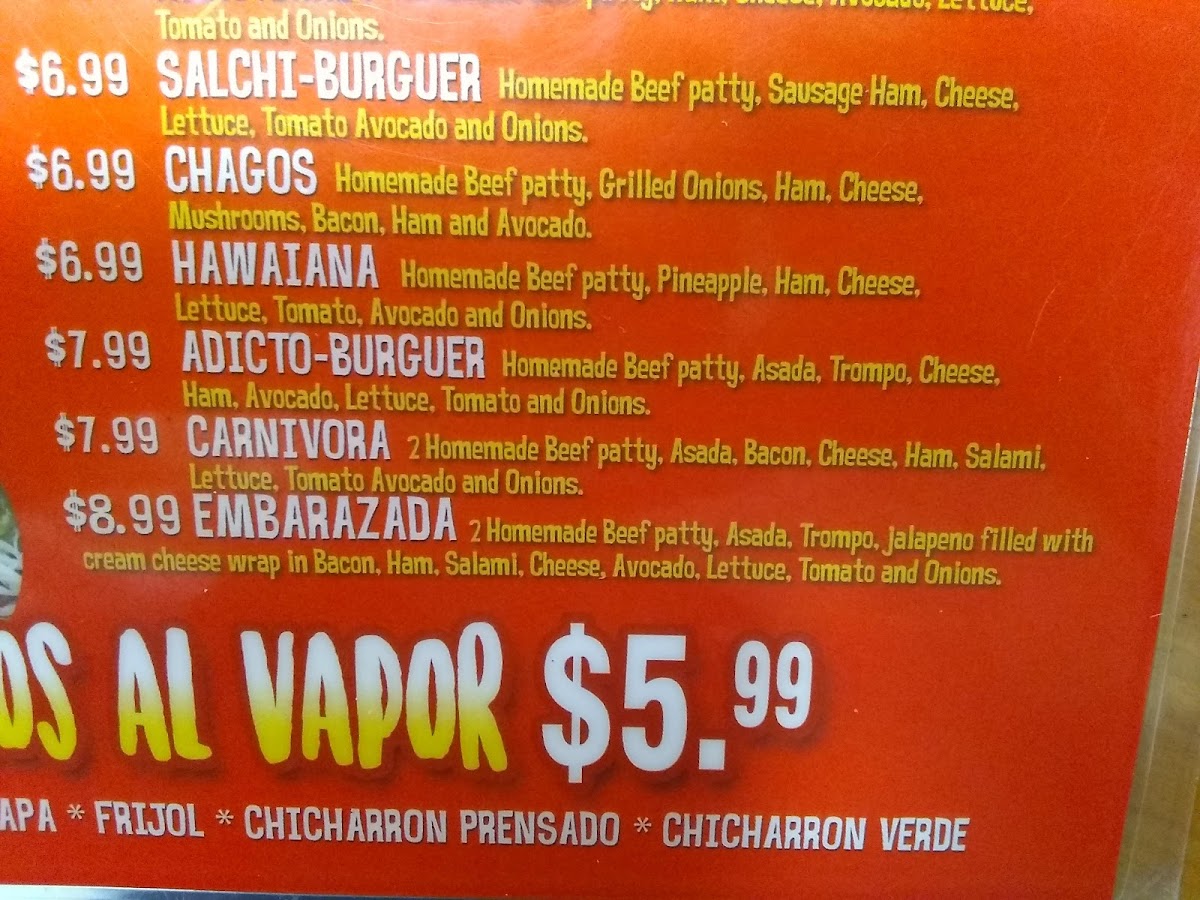 Ham, Cheese, Avocado, Lettuce,
Tomato and Onions.
$6.99 SALCHI-BURGUER Homemade Beef patty, Sausage Ham, Cheese,
Lettuce, Tomato Avocado and Onions.
$6.99 CHAGOS Homemade Beef patty, Grilled Onions, Ham, Cheese,
Mushrooms, Bacon, Ham and Avocado.
$6.99 HAWAIANA Homemade Beef patty, Pineapple, Ham, Cheese,
Lettuce, Tomato, Avocado and Onions.
$7.99 ADICTO-BURGUER Homemade Beef patty, Asada, Trompo, Cheese,
Ham, Avocado, Lettuce, Tomato and Onions.
$7.99 CARNIVORA 2 Homemade Beef patty, Asada, Bacon, Cheese, Ham, Salami,
Lettuce, Tomato Avocado and Onions.
$8.99 EMBARAZADA 2 Homemade Beef patty, Asada, Trompo, jalapeno filled with
cream cheese wrap in Bacon, Ham, Salami, Cheese, Avocado, Lettuce, Tomato and Onions.
OS AL VAPOR $5.99
APA * FRIJOL * CHICHARRON PRENSADO * CHICHARRON VERDE